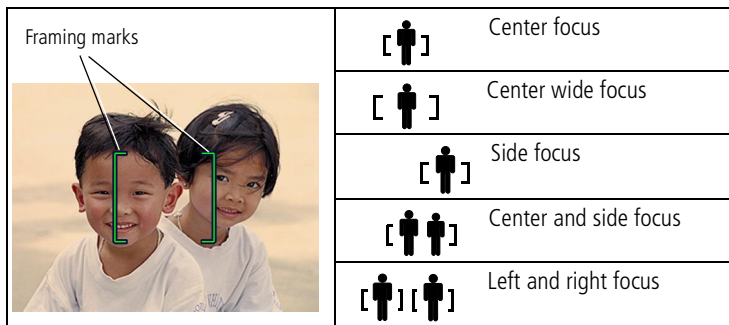 Framing marks
Center focus
Center wide focus
Side focus
Center and side focus
Left and right focus